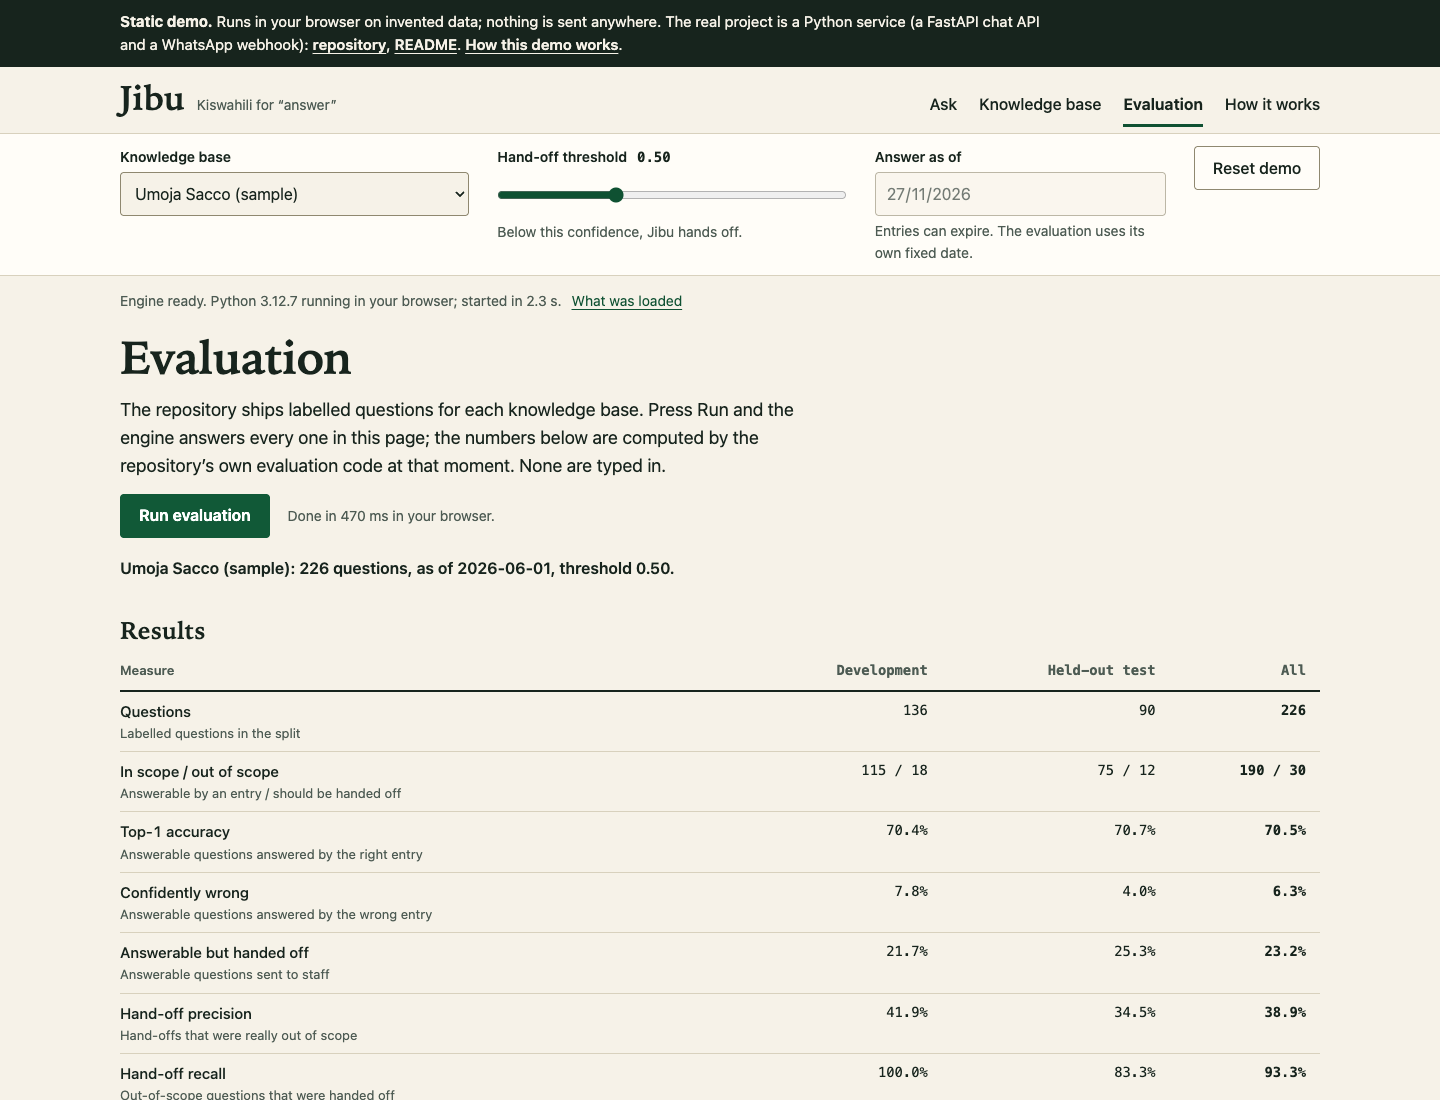 Static demo. Runs in your browser on invented data; nothing is sent anywhere. The real project is a Python service (a FastAPI chat API
and a WhatsApp webhook): repository, README. How this demo works.
Jibu Kiswahili for “answer”
Ask Knowledge base Evaluation How it works
Knowledge base
Umoja Sacco (sample)
Hand-off threshold 0.50
Below this confidence, Jibu hands off.
Answer as of
27/11/2026
Entries can expire. The evaluation uses its
own fixed date.
Reset demo
Engine ready. Python 3.12.7 running in your browser; started in 2.3 s. What was loaded
Evaluation
The repository ships labelled questions for each knowledge base. Press Run and the
engine answers every one in this page; the numbers below are computed by the
repository’s own evaluation code at that moment. None are typed in.
Run evaluation Done in 470 ms in your browser.
Umoja Sacco (sample): 226 questions, as of 2026-06-01, threshold 0.50.
Results
Measure Development Held-out test All
Questions 136 90 226
Labelled questions in the split
In scope / out of scope 115 / 18 75 / 12 190 / 30
Answerable by an entry / should be handed off
Top-1 accuracy 70.4% 70.7% 70.5%
Answerable questions answered by the right entry
Confidently wrong 7.8% 4.0% 6.3%
Answerable questions answered by the wrong entry
Answerable but handed off 21.7% 25.3% 23.2%
Answerable questions sent to staff
Hand-off precision 41.9% 34.5% 38.9%
Hand-offs that were really out of scope
Hand-off recall 100.0% 83.3% 93.3%
Out-of-scope questions that were handed off